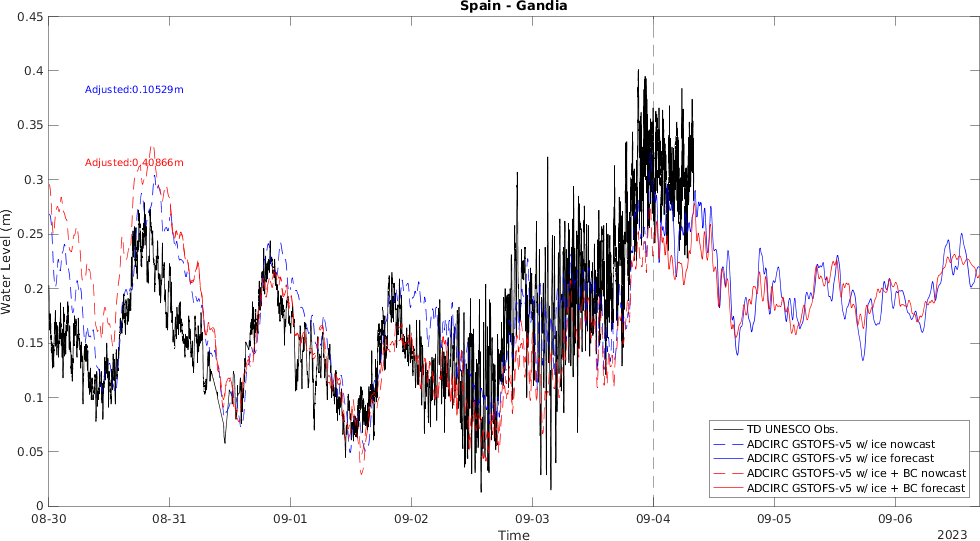 Spain - Gandia
0.45
0.4
0.35
0.3
0.25
0.2
0.15
0.1
0.05
0
Water Level (m)
Adjusted:0.10529m
Adjusted:0.40866m
TD UNESCO Obs.
ADCIRC GSTOFS-v5 w/ ice nowcast
ADCIRC GSTOFS-v5 w/ ice forecast
ADCIRC GSTOFS-v5 w/ ice + BC nowcast
ADCIRC GSTOFS-v5 w/ ice + BC forecast
08-30 08-31 09-01 09-02 09-03 09-04 09-05 09-06
Time
2023